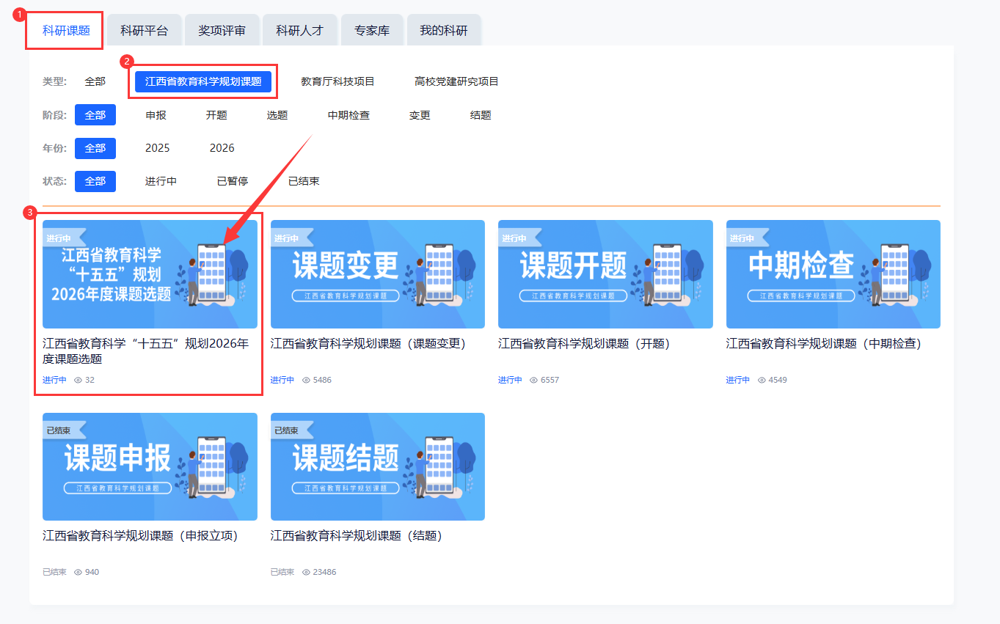 1
科研课题
科研平台
奖项评审
科研人才
专家库
我的科研
2
类型:
全部
江西省教育科学规划课题
教育厅科技项目
高校党建研究项目
阶段:
全部
申报
开题
选题
中期检查
变更
结题
年份:
全部
2025
2026
状态:
全部
进行中
已暂停
已结束
3
进行中
江西省教育科学
“十五五”规划
2026年度课题选题
江西省教育科学“十五五”规划2026年
度课题选题
进行中
32
进行中
课题变更
江西省教育科学规划课题
江西省教育科学规划课题（课题变更）
进行中
5486
进行中
课题开题
江西省教育科学规划课题
江西省教育科学规划课题（开题）
进行中
6557
进行中
中期检查
江西省教育科学规划课题
江西省教育科学规划课题（中期检查）
进行中
4549
已结束
课题申报
江西省教育科学规划课题
江西省教育科学规划课题（申报立项）
已结束
940
已结束
课题结题
江西省教育科学规划课题
江西省教育科学规划课题（结题）
已结束
23486